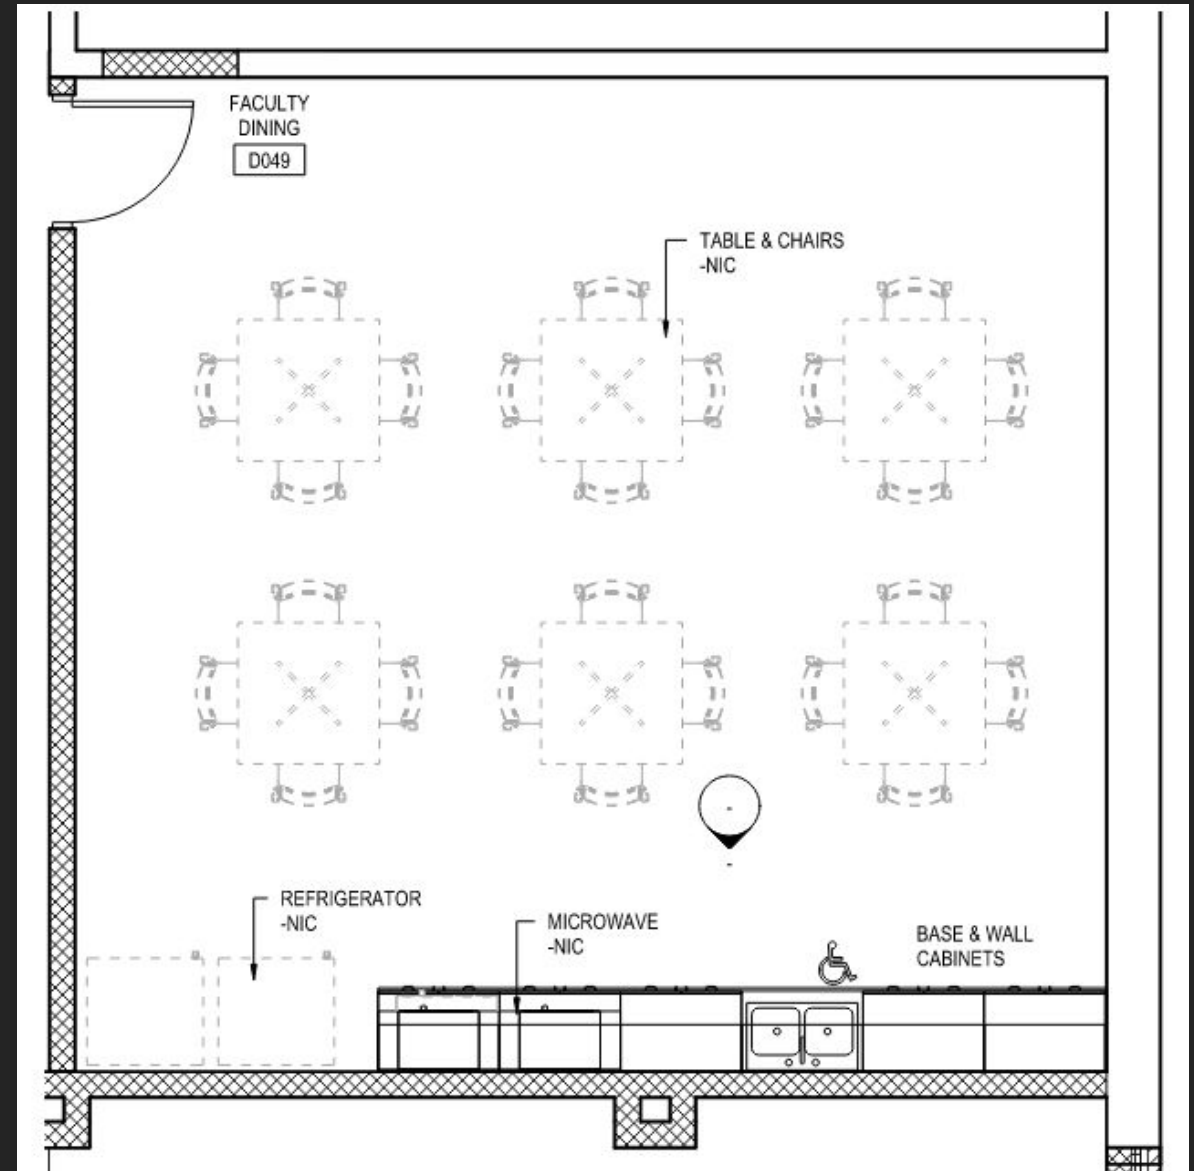 FACULTY
DINING
D049
TABLE & CHAIRS
-NIC
REFRIGERATOR
-NIC
MICROWAVE
-NIC
BASE & WALL
CABINETS